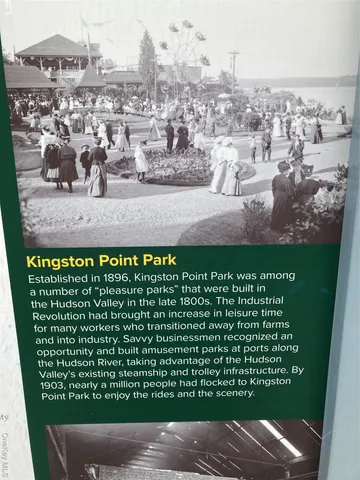 Kingston Point Park
Established in 1896, Kingston Point Park was among
a number of "pleasure parks" that were built in
the Hudson Valley in the late 1800s. The Industrial
Revolution had brought an increase in leisure time
for many workers who transitioned away from farms
and into industry. Savvy businessmen recognized an
opportunity and built amusement parks at ports along
the Hudson River, taking advantage of the Hudson
Valley's existing steamship and trolley infrastructure. By
1903, nearly a million people had flocked to Kingston
Point Park to enjoy the rides and the scenery.
OneKey MLS